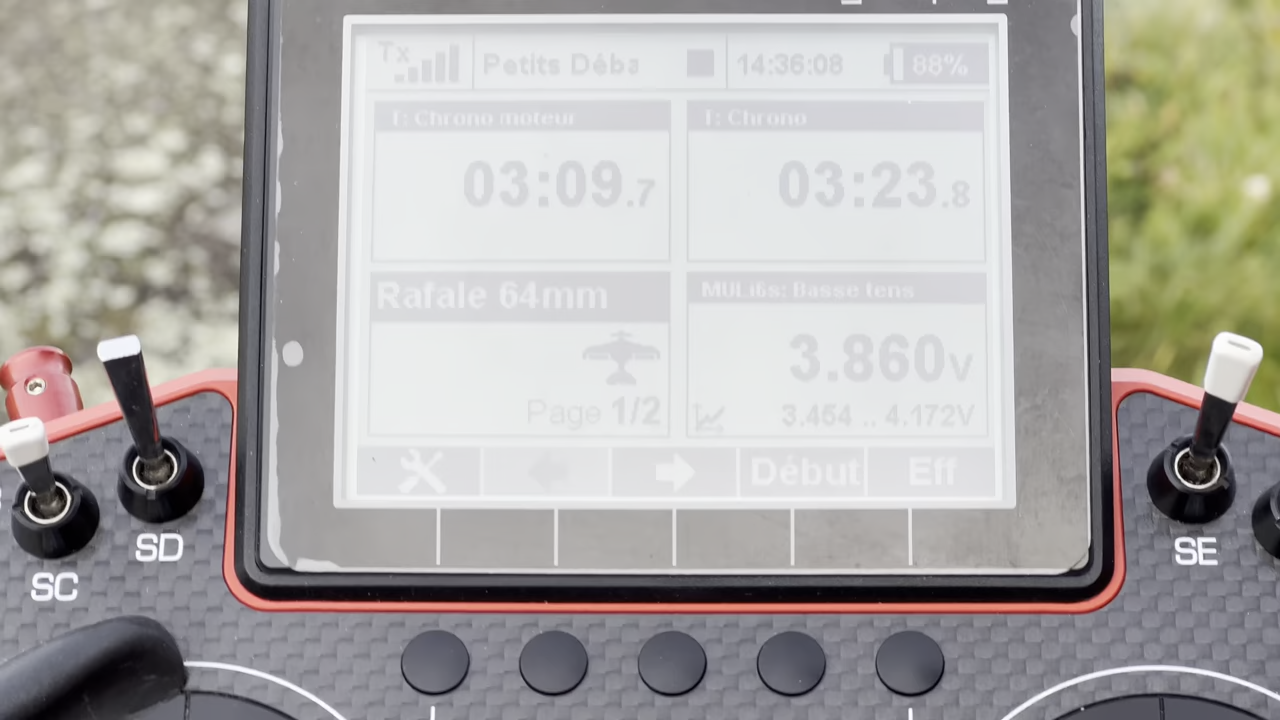 Tx Petits Déba 14:36:08 88%
T: Chrono moteur
03:09.7
T: Chrono
03:23.8
Rafale 64mm
Page 1/2
MULi6s: Basse tens
3.860V
3.454 .. 4.172V
Début Eff
SC
SD
SE